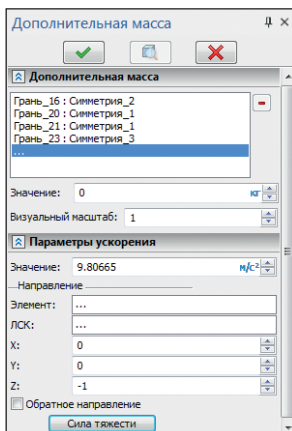 Дополнительная масса
Дополнительная масса
Грань_16 : Симметрия_2
Грань_20 : Симметрия_1
Грань_21 : Симметрия_1
Грань_23 : Симметрия_3
...
Значение: 0 кг
Визуальный масштаб: 1
Параметры ускорения
Значение: 9.80665 м/с²
Направление
Элемент: ...
ЛСК: ...
X: 0
Y: 0
Z: -1
Обратное направление
Сила тяжести